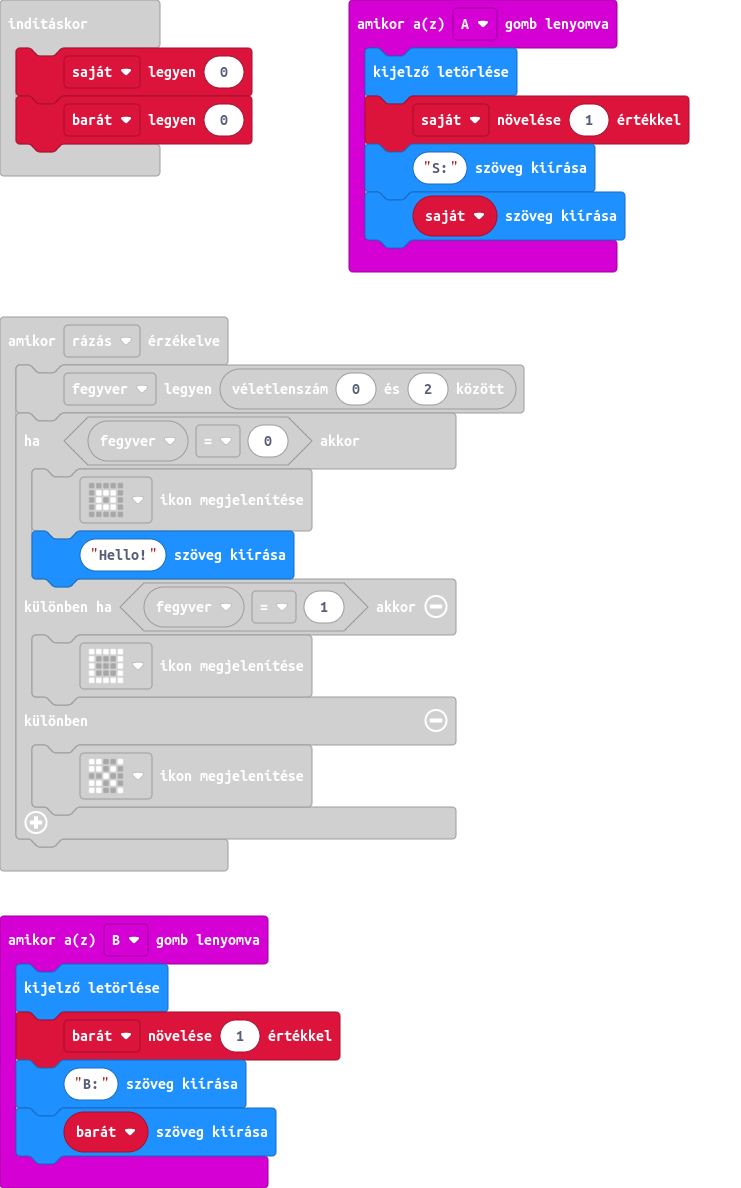 indításkor
saját legyen 0
barát legyen 0
amikor a(z) A gomb lenyomva
kijelző letörlése
saját növelése 1 értékkel
"S:" szöveg kiírása
saját szöveg kiírása
amikor rázás érzékelve
fegyver legyen véletlenszám 0 és 2 között
ha fegyver = 0 akkor
ikon megjelenítése
"Hello!" szöveg kiírása
különben ha fegyver = 1 akkor
ikon megjelenítése
különben
ikon megjelenítése
amikor a(z) B gomb lenyomva
kijelző letörlése
barát növelése 1 értékkel
"B:" szöveg kiírása
barát szöveg kiírása